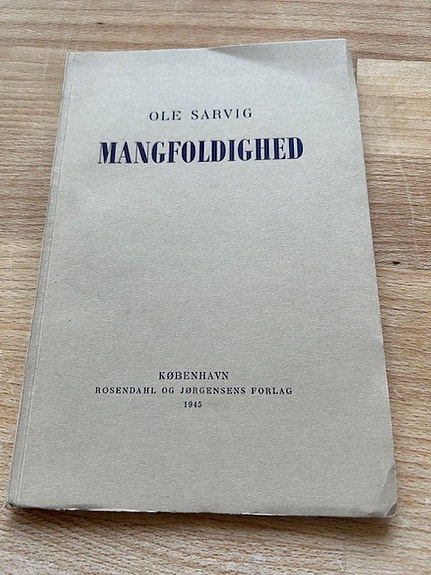 OLE SARVIG
MANGFOLDIGHED
KØBENHAVN
ROSENDAHL OG JØRGENSENS FORLAG
1945